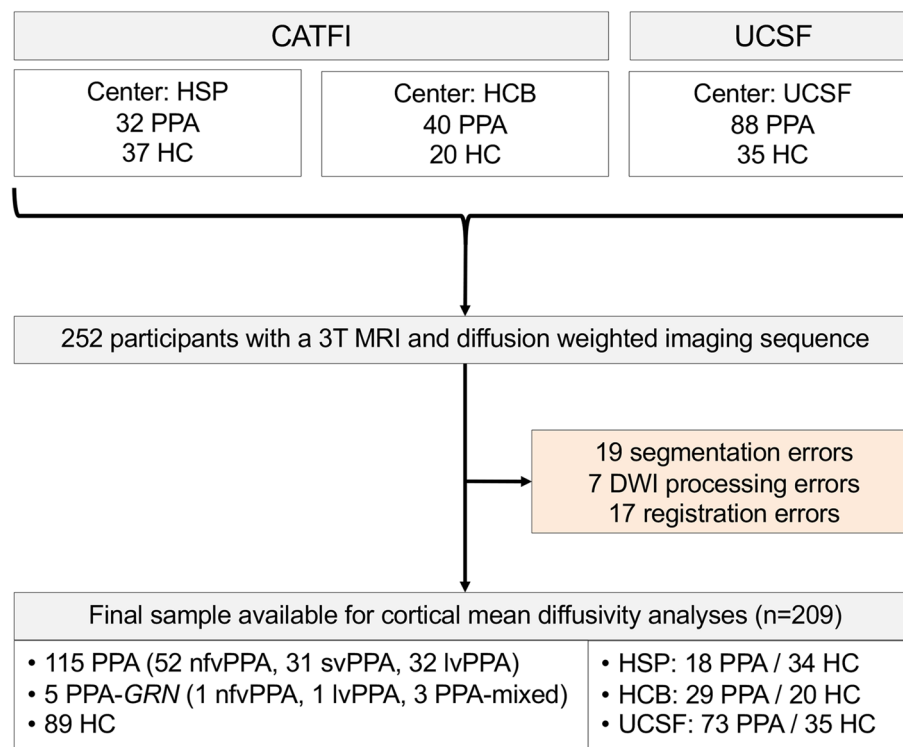 CATFI
UCSF
Center: HSP
32 PPA
37 HC
Center: HCB
40 PPA
20 HC
Center: UCSF
88 PPA
35 HC
252 participants with a 3T MRI and diffusion weighted imaging sequence
19 segmentation errors
7 DWI processing errors
17 registration errors
Final sample available for cortical mean diffusivity analyses (n=209)
• 115 PPA (52 nfvPPA, 31 svPPA, 32 lvPPA)
• 5 PPA-GRN (1 nfvPPA, 1 lvPPA, 3 PPA-mixed)
• 89 HC
• HSP: 18 PPA / 34 HC
• HCB: 29 PPA / 20 HC
• UCSF: 73 PPA / 35 HC